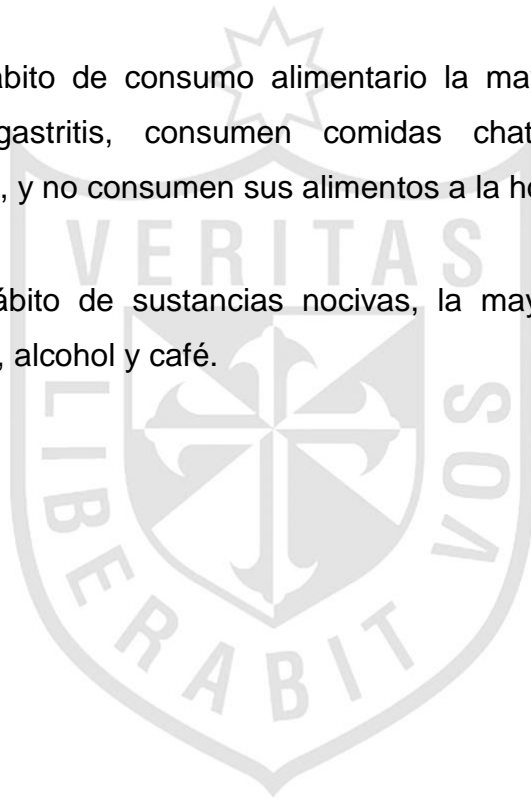 ábito de consumo alimentario la ma
gastritis, consumen comidas chat
, y no consumen sus alimentos a la ho
ábito de sustancias nocivas, la may
, alcohol y café.
VERITAS
LIBERABIT
VOS